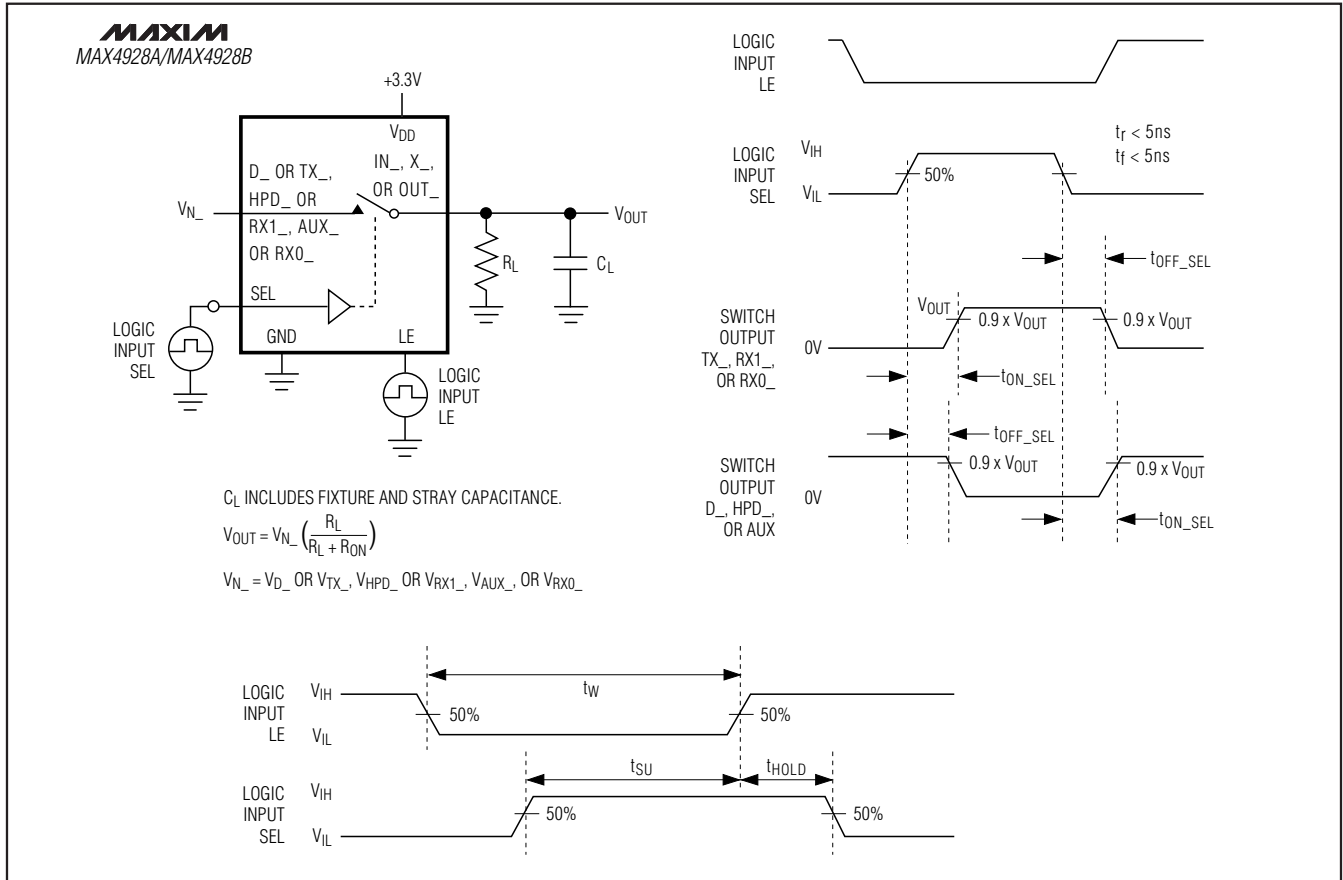 MAXIM
MAX4928A/MAX4928B
+3.3V
VDD
D_ OR TX_,
HPD_ OR
RX1_, AUX_
OR RX0_
IN_, X_,
OR OUT_
VN_
VOUT
RL
CL
SEL
GND
LE
LOGIC
INPUT
SEL
LOGIC
INPUT
LE
CL INCLUDES FIXTURE AND STRAY CAPACITANCE.
VOUT = VN_ (RL / RL + RON)
VN_ = VD_ OR VTX_, VHPD_ OR VRX1_, VAUX_, OR VRX0_
LOGIC
INPUT
LE
tr < 5ns
tf < 5ns
LOGIC
INPUT
SEL
VIH
VIL
50%
tOFF_SEL
SWITCH
OUTPUT
TX_, RX1_,
OR RX0_
VOUT
0V
0.9 x VOUT
0.9 x VOUT
tON_SEL
tOFF_SEL
SWITCH
OUTPUT
D_, HPD_,
OR AUX
0V
0.9 x VOUT
0.9 x VOUT
tON_SEL
LOGIC
INPUT
LE
VIH
VIL
tW
50%
50%
tSU
tHOLD
LOGIC
INPUT
SEL
VIH
VIL
50%
50%